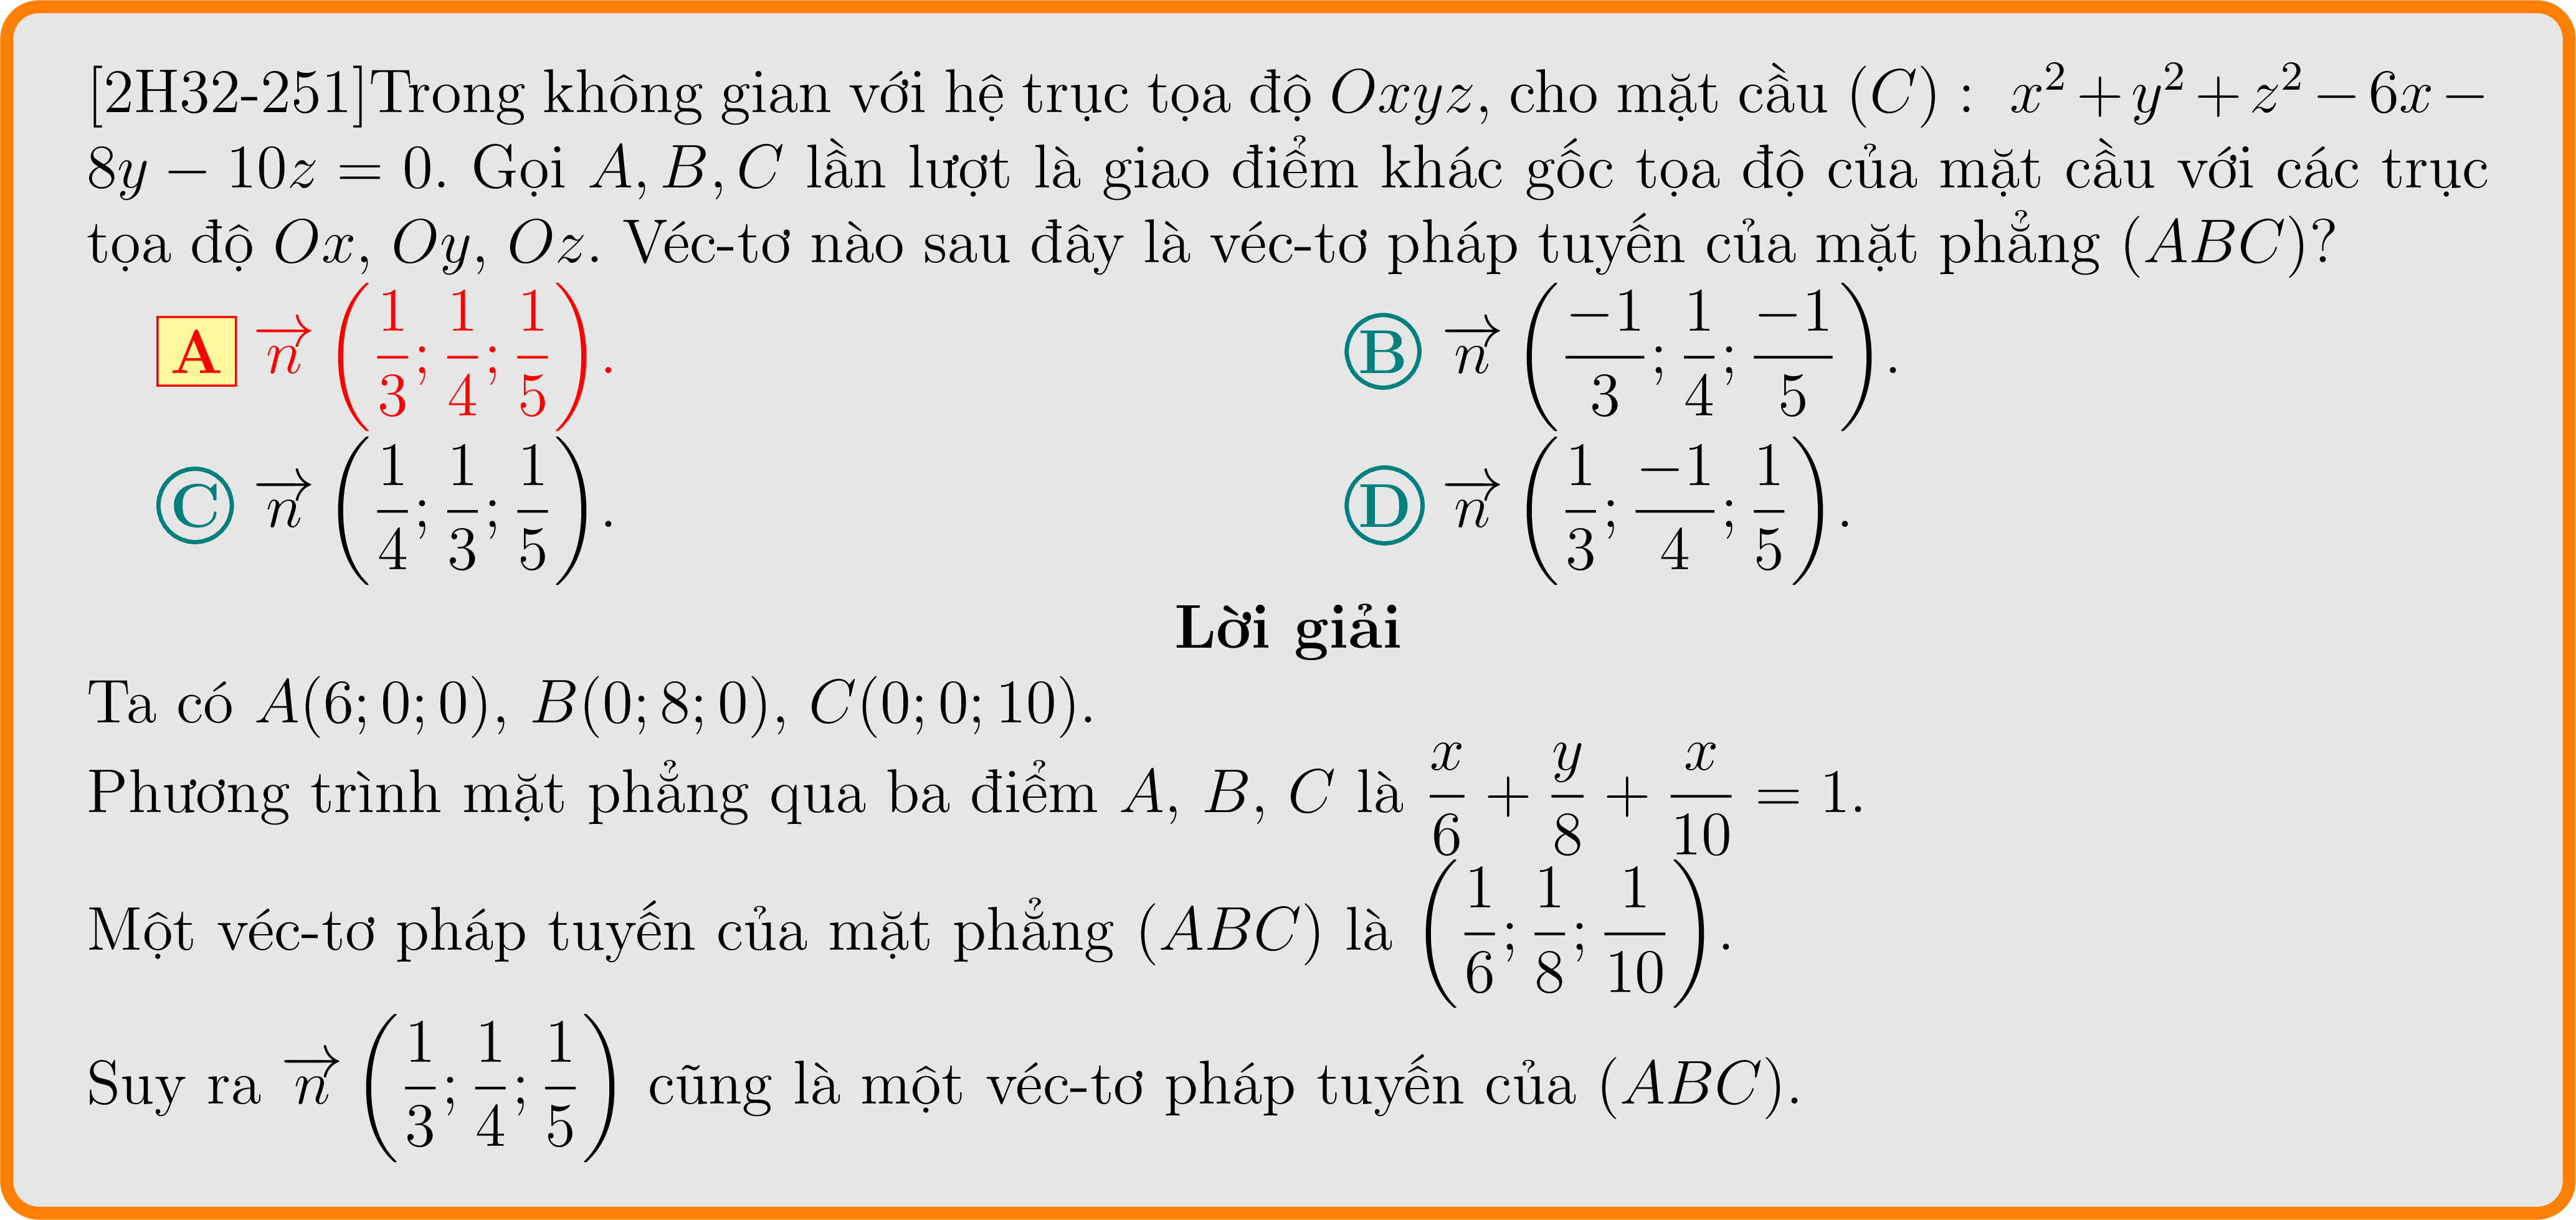 [2H32-251]Trong không gian với hệ trục tọa độ Oxyz, cho mặt cầu (C) : x² + y² + z² − 6x −
8y − 10z = 0. Gọi A, B, C lần lượt là giao điểm khác gốc tọa độ của mặt cầu với các trục
tọa độ Ox, Oy, Oz. Véc-tơ nào sau đây là véc-tơ pháp tuyến của mặt phẳng (ABC)?
A $\overrightarrow{n}\left(\frac{1}{3};\frac{1}{4};\frac{1}{5}\right)$. B $\overrightarrow{n}\left(\frac{-1}{3};\frac{1}{4};\frac{-1}{5}\right)$.
C $\overrightarrow{n}\left(\frac{1}{4};\frac{1}{3};\frac{1}{5}\right)$. D $\overrightarrow{n}\left(\frac{1}{3};\frac{-1}{4};\frac{1}{5}\right)$.
Lời giải
Ta có A(6; 0; 0), B(0; 8; 0), C(0; 0; 10).
Phương trình mặt phẳng qua ba điểm A, B, C là $\frac{x}{6}+\frac{y}{8}+\frac{x}{10}=1$.
Một véc-tơ pháp tuyến của mặt phẳng (ABC) là $\left(\frac{1}{6};\frac{1}{8};\frac{1}{10}\right)$.
Suy ra $\overrightarrow{n}\left(\frac{1}{3};\frac{1}{4};\frac{1}{5}\right)$ cũng là một véc-tơ pháp tuyến của (ABC).